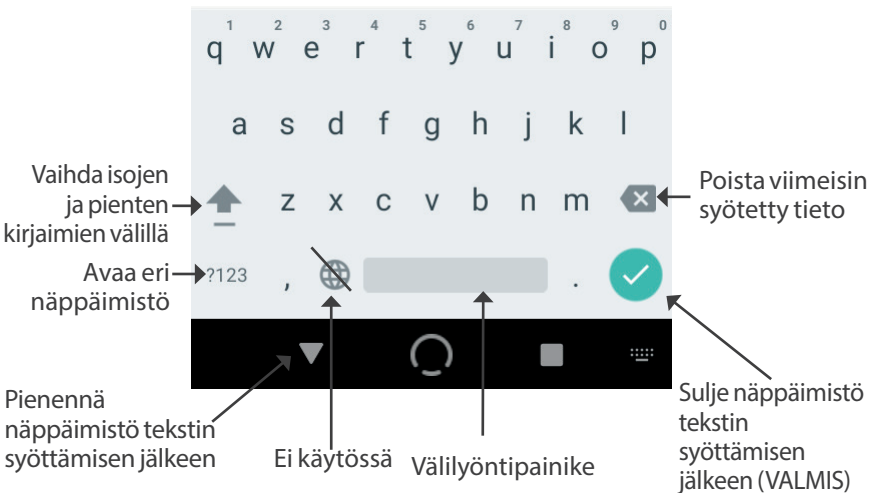 1 2 3 4 5 6 7 8 9 0
q w e r t y u i o p
a s d f g h j k l
Vaihda isojen
ja pienten
kirjaimien välillä
z x c v b n m
Poista viimeisin
syötetty tieto
Avaa eri
näppäimistö
?123 , .
Pienennä
näppäimistö tekstin
syöttämisen jälkeen
Ei käytössä
Välilyöntipainike
Sulje näppäimistö
tekstin
syöttämisen
jälkeen (VALMIS)